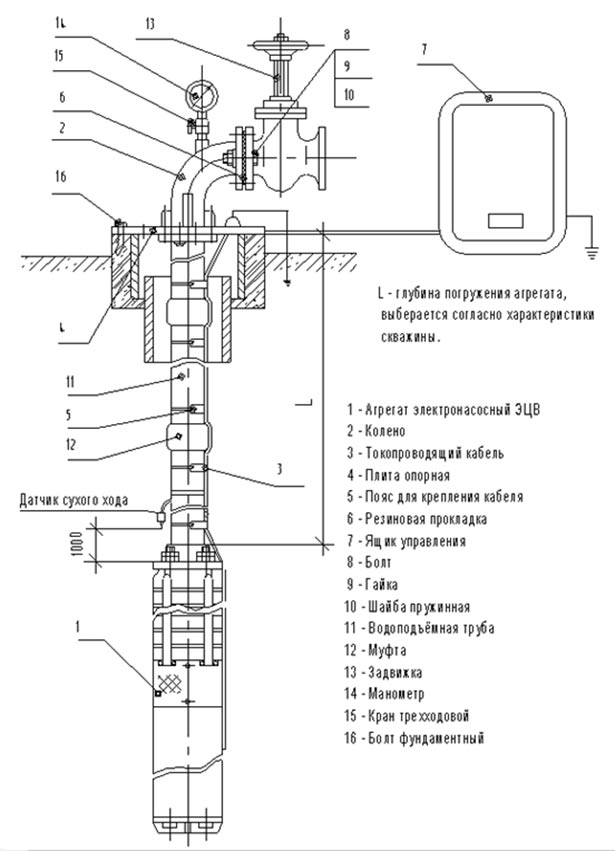 14
13
8
15
9
7
6
10
2
16
L - глубина погружения агрегата,
выберается согласно характеристики
скважины.
4
11
L
5
12
3
Датчик сухого хода
1000
1
1 - Агрегат электронасосный ЭЦВ
2 - Колено
3 - Токопроводящий кабель
4 - Плита опорная
5 - Пояс для крепления кабеля
6 - Резиновая прокладка
7 - Ящик управления
8 - Болт
9 - Гайка
10 - Шайба пружинная
11 - Водоподъёмная труба
12 - Муфта
13 - Задвижка
14 - Манометр
15 - Кран трехходовой
16 - Болт фундаментный